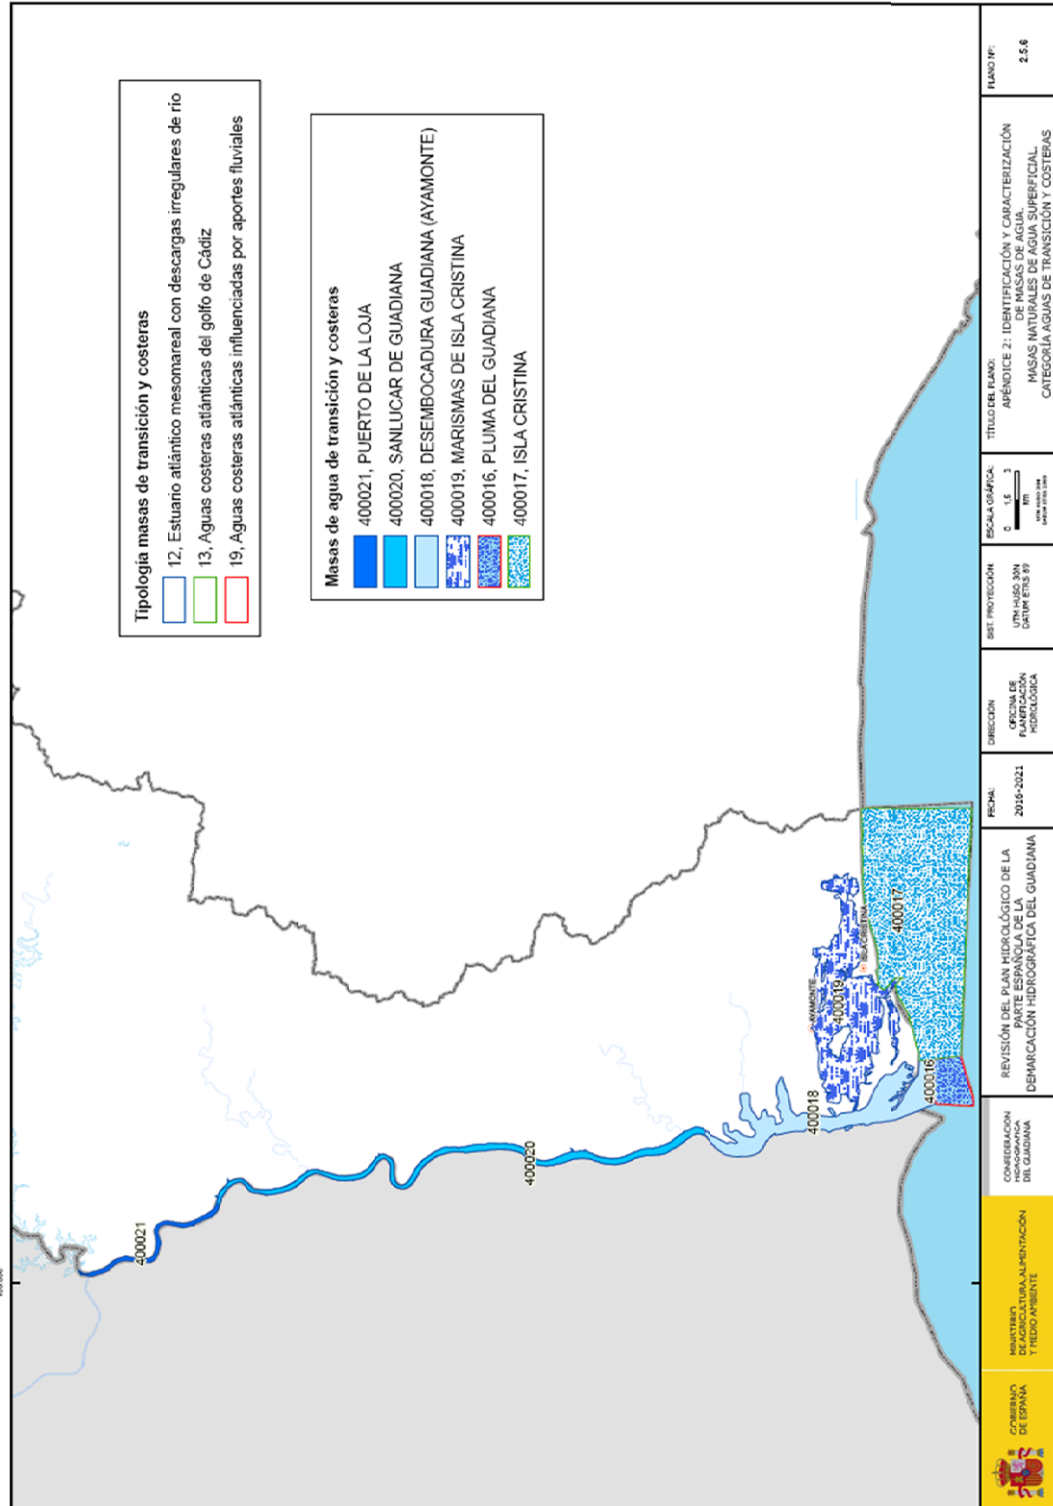 Tipología masas de transición y costeras
12, Estuario atlántico mesomareal con descargas irregulares de río
13, Aguas costeras atlánticas del golfo de Cádiz
19, Aguas costeras atlánticas influenciadas por aportes fluviales
Masas de agua de transición y costeras
400021, PUERTO DE LA LOJA
400020, SANLUCAR DE GUADIANA
400018, DESEMBOCADURA GUADIANA (AYAMONTE)
400019, MARISMAS DE ISLA CRISTINA
400016, PLUMA DEL GUADIANA
400017, ISLA CRISTINA
400021
400020
400018
AYAMONTE
400019
ISLA CRISTINA
400017
400016
GOBIERNO
DE ESPAÑA
MINISTERIO
DE AGRICULTURA, ALIMENTACIÓN
Y MEDIO AMBIENTE
CONFEDERACIÓN
HIDROGRÁFICA
DEL GUADIANA
REVISIÓN DEL PLAN HIDROLÓGICO DE LA
PARTE ESPAÑOLA DE LA
DEMARCACIÓN HIDROGRÁFICA DEL GUADIANA
FECHA:
2016-2021
DIRECCIÓN
OFICINA DE
PLANIFICACIÓN
HIDROLÓGICA
SIST. PROYECCIÓN:
UTM HUSO 30N
DATUM ETRS 89
ESCALA GRÁFICA:
0 1,5 3
km
TÍTULO DEL PLANO:
APÉNDICE 2: IDENTIFICACIÓN Y CARACTERIZACIÓN
DE MASAS DE AGUA.
MASAS NATURALES DE AGUA SUPERFICIAL.
CATEGORÍA AGUAS DE TRANSICIÓN Y COSTERAS
PLANO Nº:
2.5.6